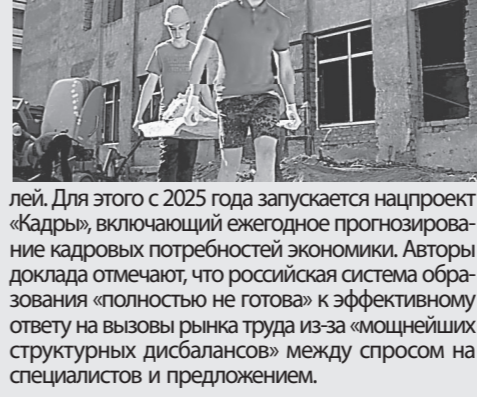 лей. Для этого с 2025 года запускается нацпроект
«Кадры», включающий ежегодное прогнозирова-
ние кадровых потребностей экономики. Авторы
доклада отмечают, что российская система обра-
зования «полностью не готова» к эффективному
ответу на вызовы рынка труда из-за «мощнейших
структурных дисбалансов» между спросом на
специалистов и предложением.